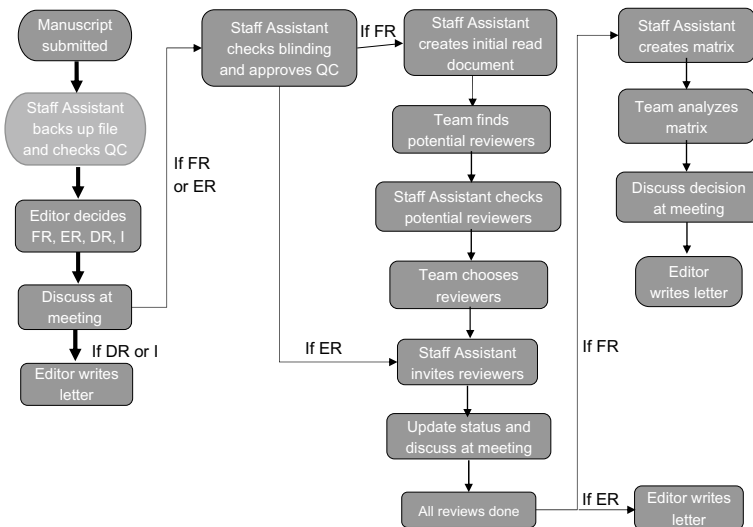 Manuscript
submitted
Staff Assistant
backs up file
and checks QC
Editor decides
FR, ER, DR, I
Discuss at
meeting
If DR or I
Editor writes
letter
If FR
or ER
Staff Assistant
checks blinding
and approves QC
If FR
If ER
Staff Assistant
creates initial read
document
Team finds
potential reviewers
Staff Assistant checks
potential reviewers
Team chooses
reviewers
Staff Assistant
invites reviewers
Update status and
discuss at meeting
All reviews done
If FR
If ER
Staff Assistant
creates matrix
Team analyzes
matrix
Discuss decision
at meeting
Editor
writes letter
Editor writes
letter